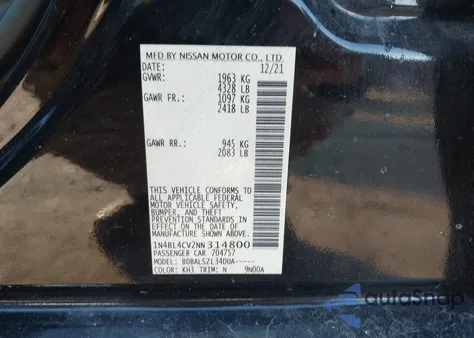 MFD BY NISSAN MOTOR CO., LTD.
DATE: 12/21
GVWR: 1963 KG
4328 LB
GAWR FR.: 1097 KG
2418 LB
GAWR RR.: 945 KG
2083 LB
THIS VEHICLE CONFORMS TO
ALL APPLICABLE FEDERAL
MOTOR VEHICLE SAFETY,
BUMPER, AND THEFT
PREVENTION STANDARDS IN
EFFECT ON THE DATE OF
MANUFACTURE SHOWN ABOVE.
1N4BL4CV2NN314800
PASSENGER CAR 704757
MODEL: BDBALSZL34DUA-----
COLOR: KH3 TRIM: N 9N00A
autoSnap